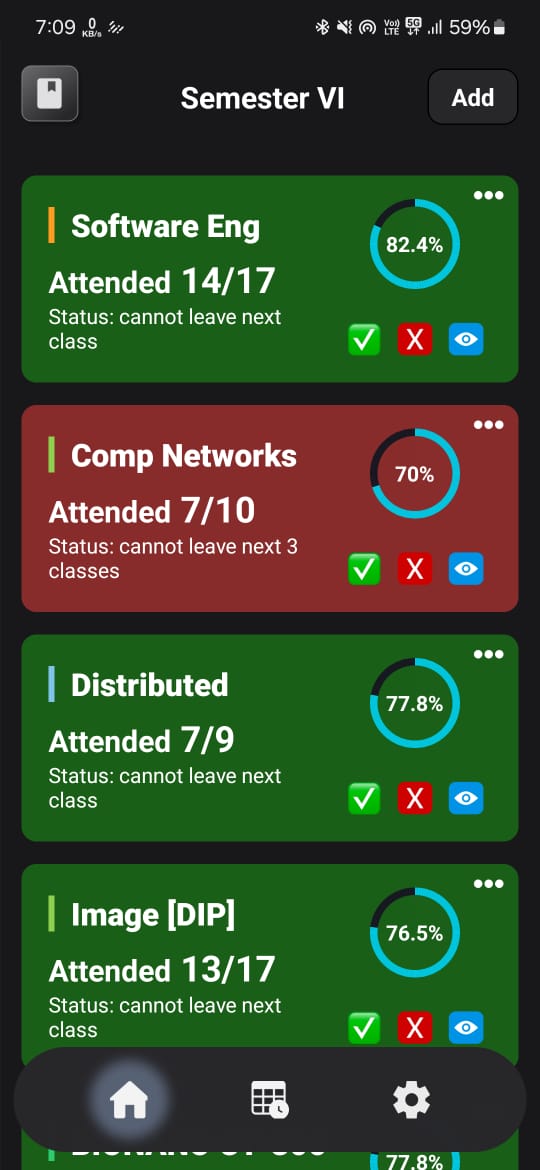 7:09 0 KB/s Vo)) LTE 5G 59%
Semester VI Add
Software Eng
82.4%
Attended 14/17
Status: cannot leave next
class
X
Comp Networks
70%
Attended 7/10
Status: cannot leave next 3
classes
X
Distributed
77.8%
Attended 7/9
Status: cannot leave next
class
X
Image [DIP]
76.5%
Attended 13/17
Status: cannot leave next
class
X
77.8%